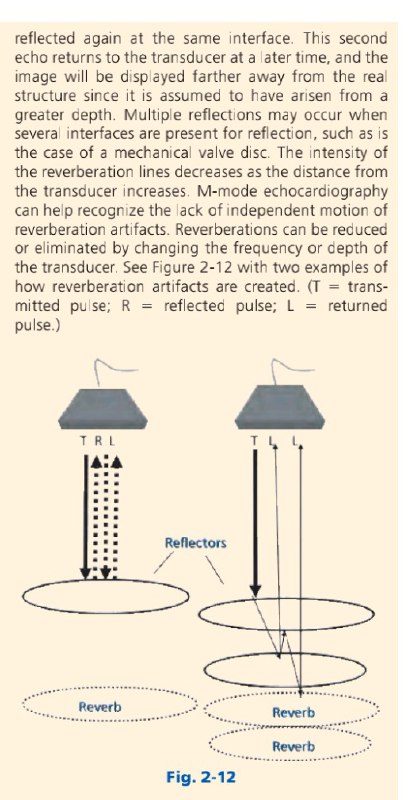 reflected again at the same interface. This second
echo returns to the transducer at a later time, and the
image will be displayed farther away from the real
structure since it is assumed to have arisen from a
greater depth. Multiple reflections may occur when
several interfaces are present for reflection, such as is
the case of a mechanical valve disc. The intensity of
the reverberation lines decreases as the distance from
the transducer increases. M-mode echocardiography
can help recognize the lack of independent motion of
reverberation artifacts. Reverberations can be reduced
or eliminated by changing the frequency or depth of
the transducer. See Figure 2-12 with two examples of
how reverberation artifacts are created. (T = trans-
mitted pulse; R = reflected pulse; L = returned
pulse.)
T R L
T L L
Reflectors
Reverb
Reverb
Reverb
Fig. 2-12